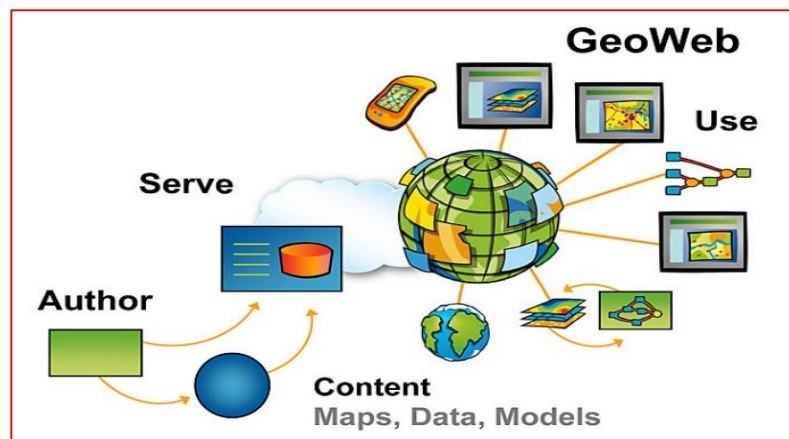 GeoWeb
Use
Serve
Author
Content
Maps, Data, Models